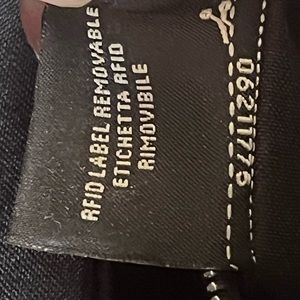 RFID LABEL REMOVABLE
ETICHETTA RFID
RIMOVIBILE
06211775